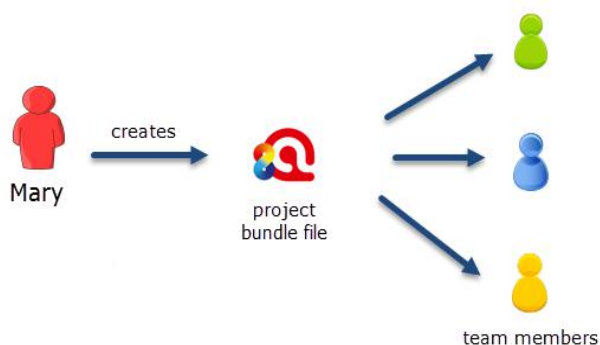 creates
Mary
project
bundle file
team members